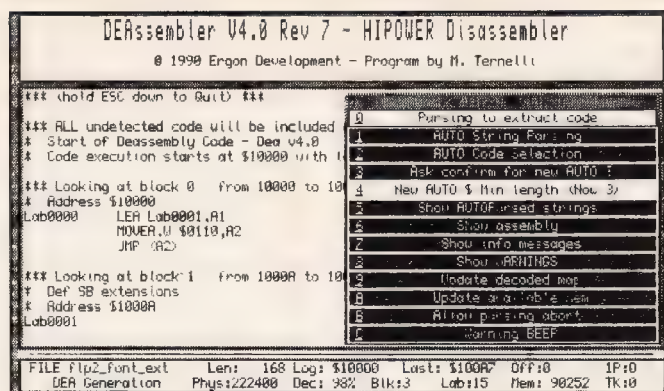 DEAssembler V4.0 Rev 7 - HIPOWER Disassembler
© 1990 Ergon Development - Program by M. Ternelli
*** (hold ESC down to Quit) ***
*** ALL undetected code will be included
* Start of Deassembly Code - Dea v4.0
* Code execution starts at $10000 with
*** Looking at block 0 from 10000 to
* Address $10000
Lab0000 LEA Lab0001,A1
MOVEA.W $0110,A2
JMP (A2)
*** Looking at block 1 from 1000A to
* Def SB extensions
* Address $1000A
Lab0001
0 Parsing to extract code
1 AUTO String Parsing
2 AUTO Code Selection
3 Ask confirm for new AUTO $
4 New AUTO $ Min length (Now 3)
5 Show AUTOParsed strings
6 Show assembly
7 Show info messages
8 Show WARNINGS
9 Update decoded map
A Update available mem
B Allow parsing abort
C Warning BEEP
FILE flp2_font_ext Len: 168 Log: $10000 Last: $100A7 Off:0 IP:0
DEA Generation Phys:222400 Dec: 98% Blk:3 Lab:15 Mem: 90252 TK:0